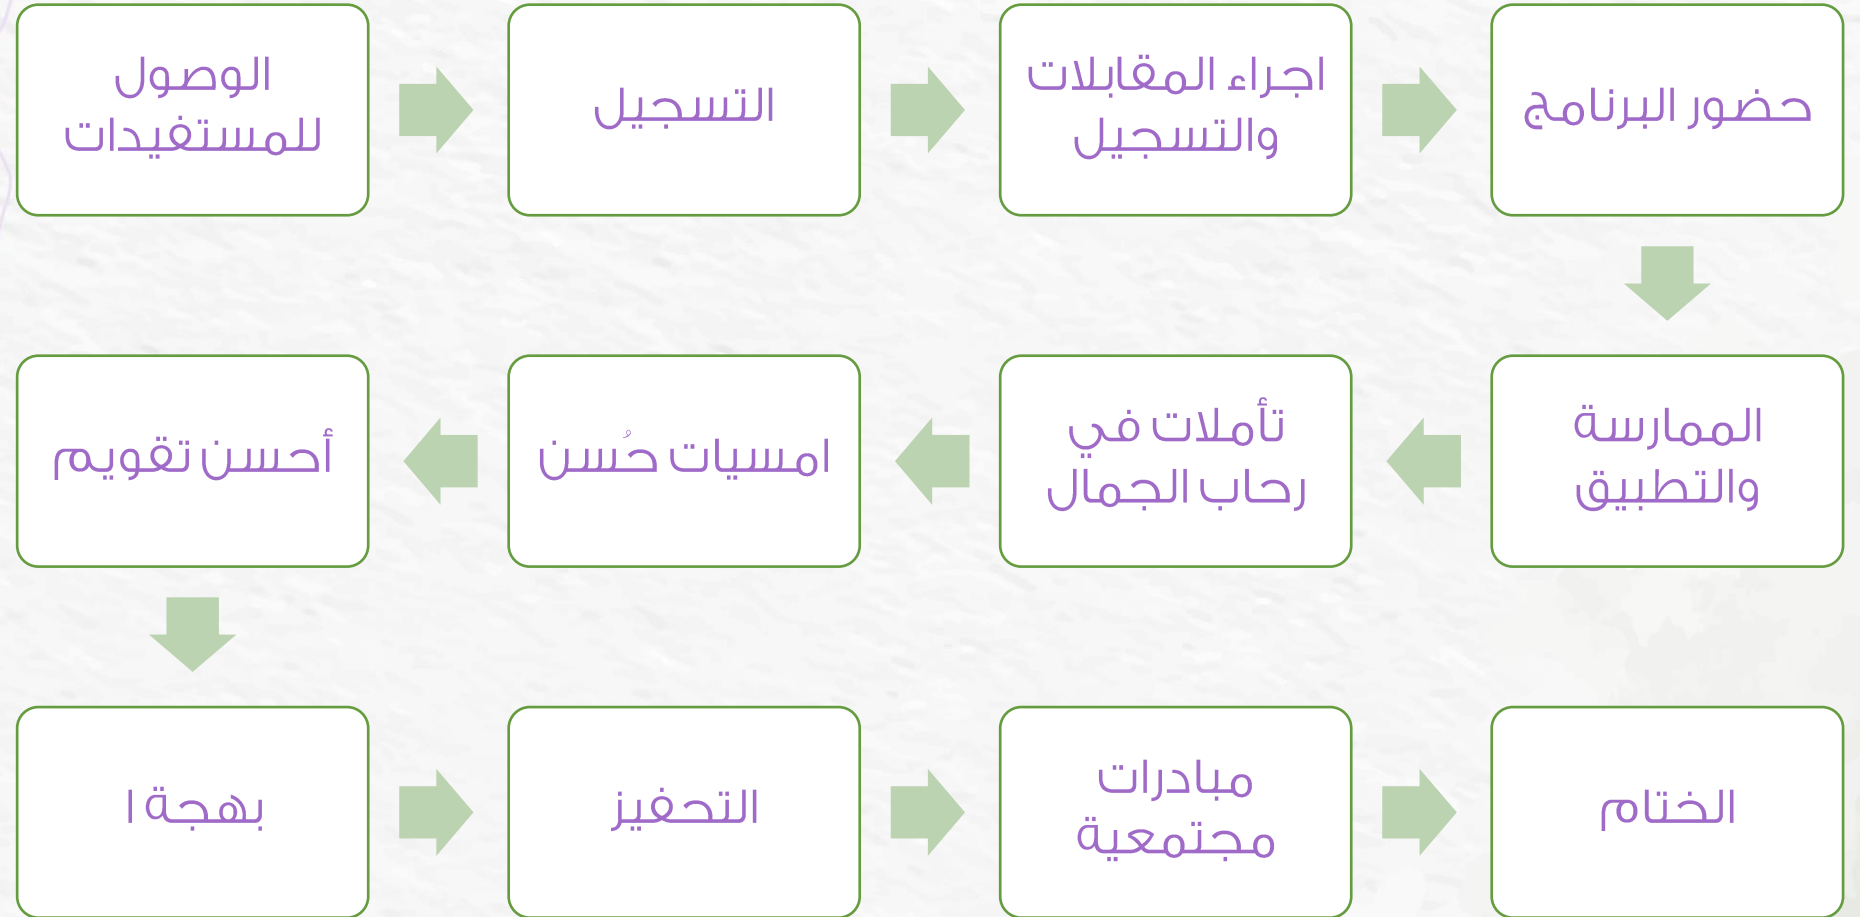 الوصول
للمستفيدات
التسجيل
اجراء المقابلات
والتسجيل
حضور البرنامج
الممارسة
والتطبيق
تأملات في
رحاب الجمال
امسيات حُسن
أحسن تقويم
بهجة ا
التحفيز
مبادرات
مجتمعية
الختام